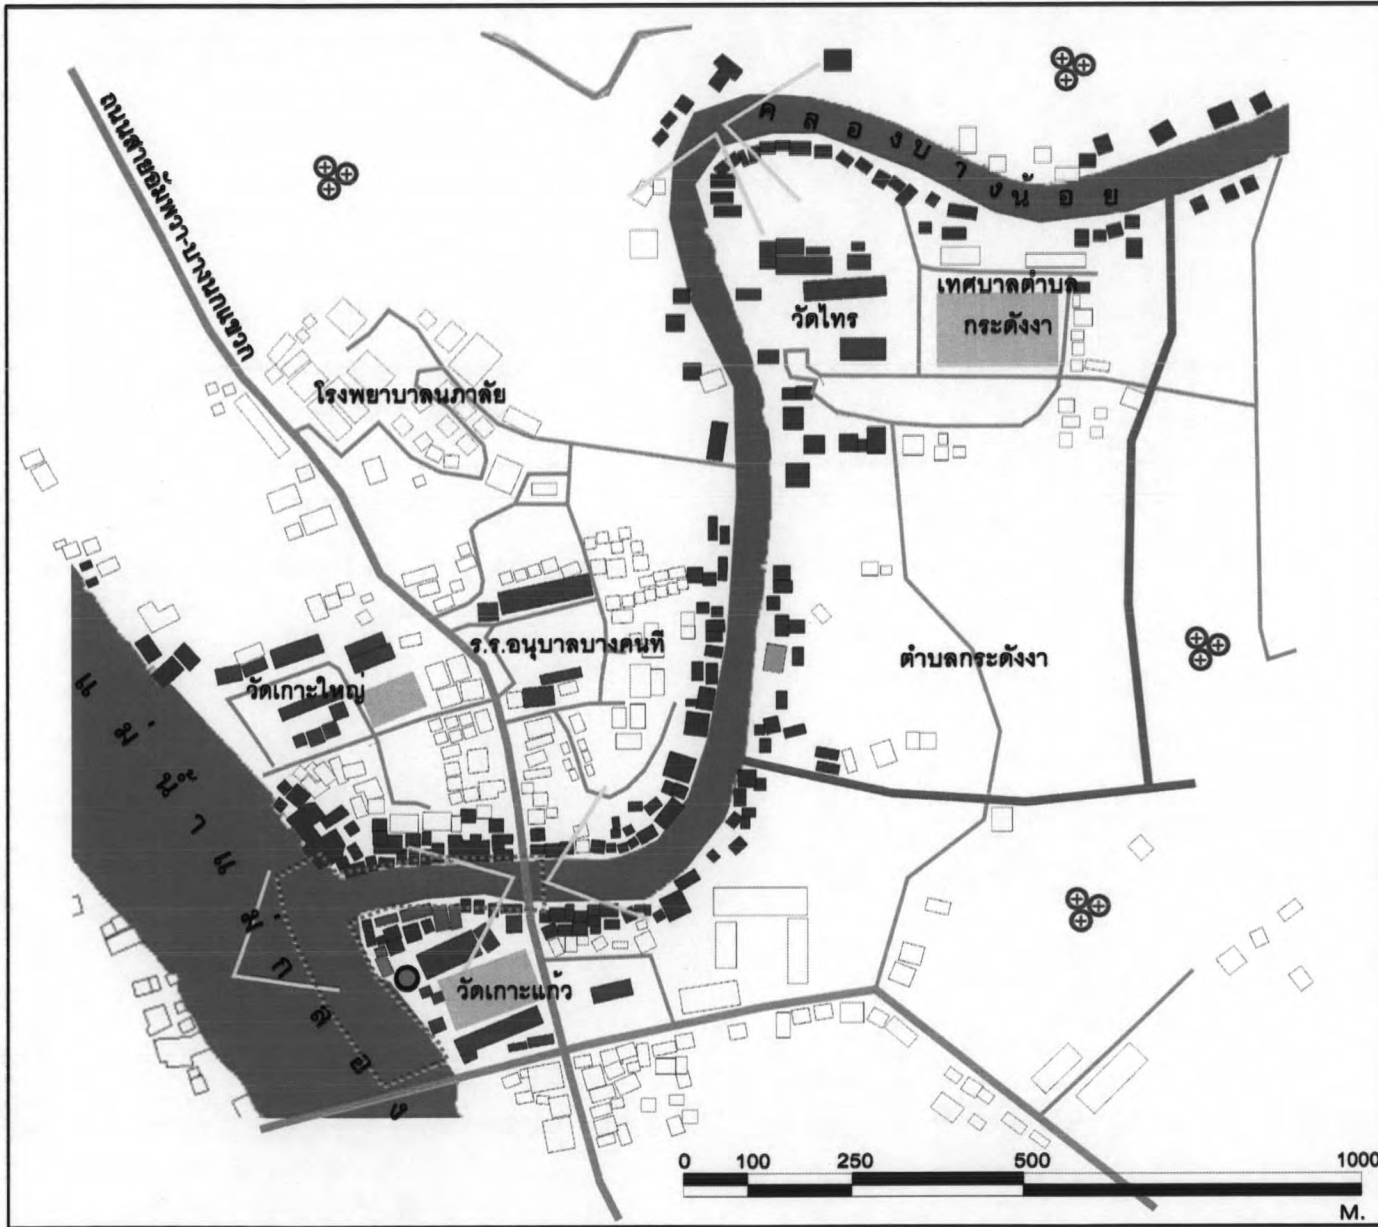 ถนนสายอัมพวา-บางนกแขวก
คลองบางน้อย
เทศบาลตำบล
กระดังงา
วัดไทร
โรงพยาบาลนภาลัย
ร.ร.อนุบาลบางคนที
ตำบลกระดังงา
วัดเกาะใหญ่
แม่น้ำแม่กลอง
วัดเกาะแก้ว
0 100 250 500 1000
M.